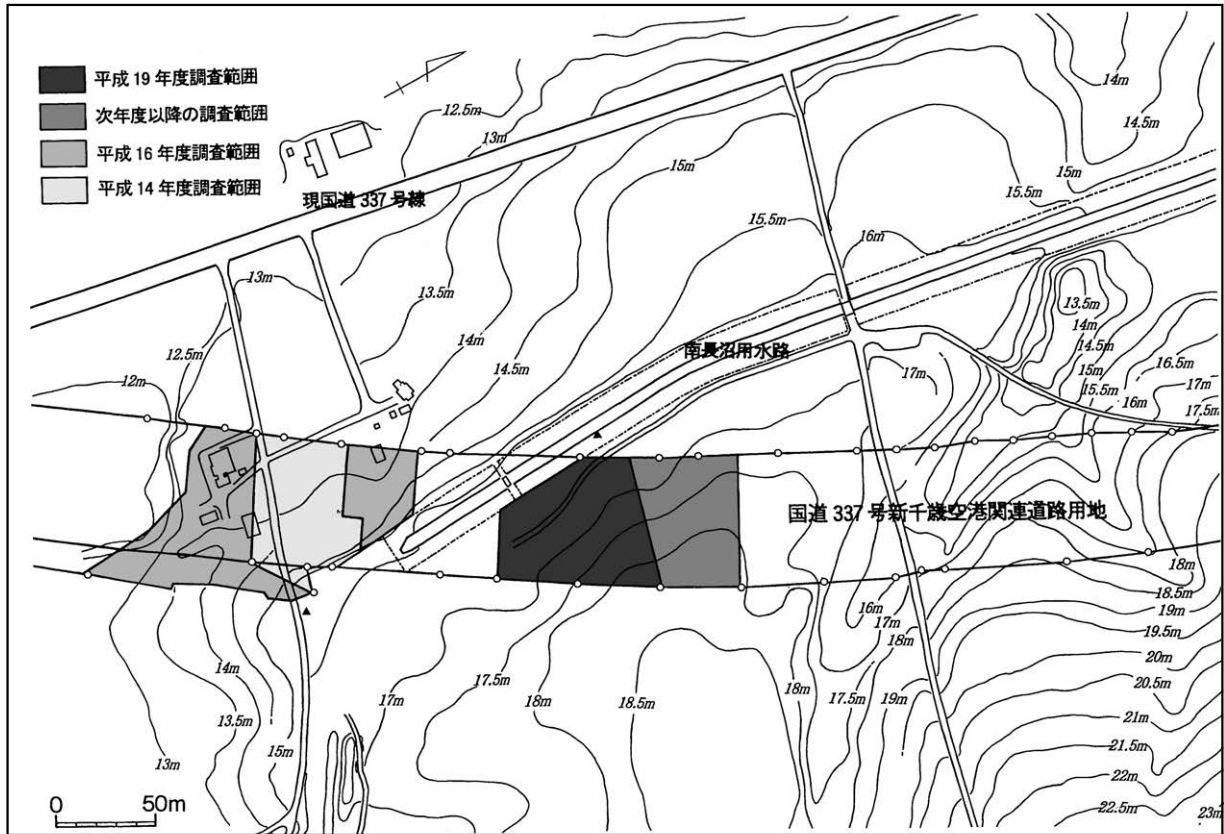 平成 19 年度調査範囲
次年度以降の調査範囲
平成 16 年度調査範囲
平成 14 年度調査範囲
現国道 337 号線
南長沼用水路
国道 337 号新千歳空港関連道路用地
12.5m
13m
14m
14.5m
15m
15m
15.5m
15.5m
16m
13m
13.5m
14m
14.5m
12.5m
12m
13.5m
14m
14.5m
15m
15.5m
16m
16.5m
17m
17.5m
17m
16m
17m
18m
18m
18.5m
19m
19.5m
20m
20.5m
21m
21.5m
22m
22.5m
23m
14m
13.5m
13m
15m
17m
17.5m
18m
18.5m
18m
17.5m
19m
0
50m